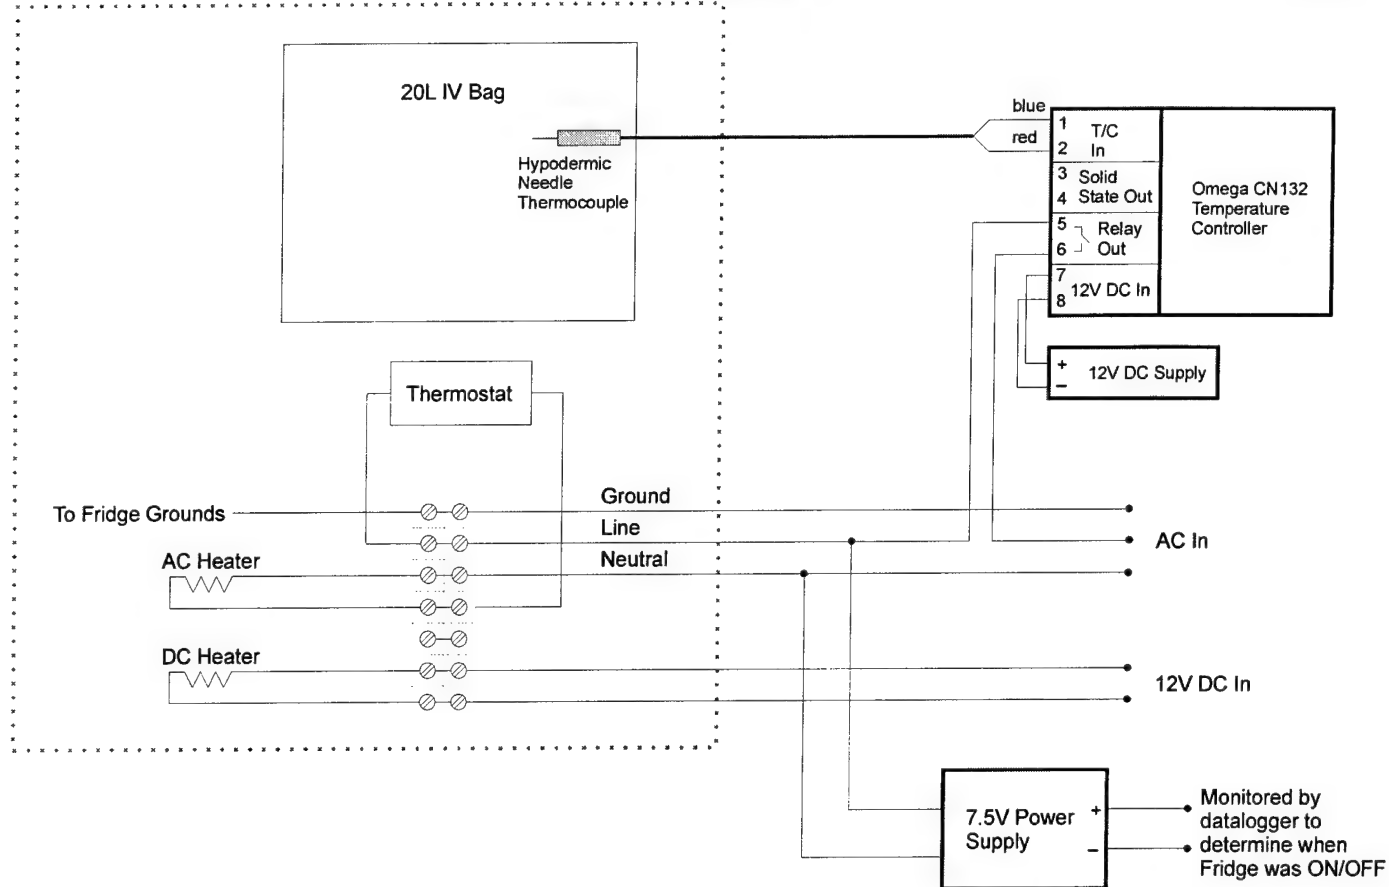 20L IV Bag
Hypodermic
Needle
Thermocouple
blue
red
1
2
T/C
In
3
4
Solid
State Out
5
6
Relay
Out
7
8
12V DC In
Omega CN132
Temperature
Controller
+
−
12V DC Supply
Thermostat
To Fridge Grounds
Ground
Line
Neutral
AC In
AC Heater
DC Heater
12V DC In
7.5V Power
Supply
+
−
Monitored by
datalogger to
determine when
Fridge was ON/OFF